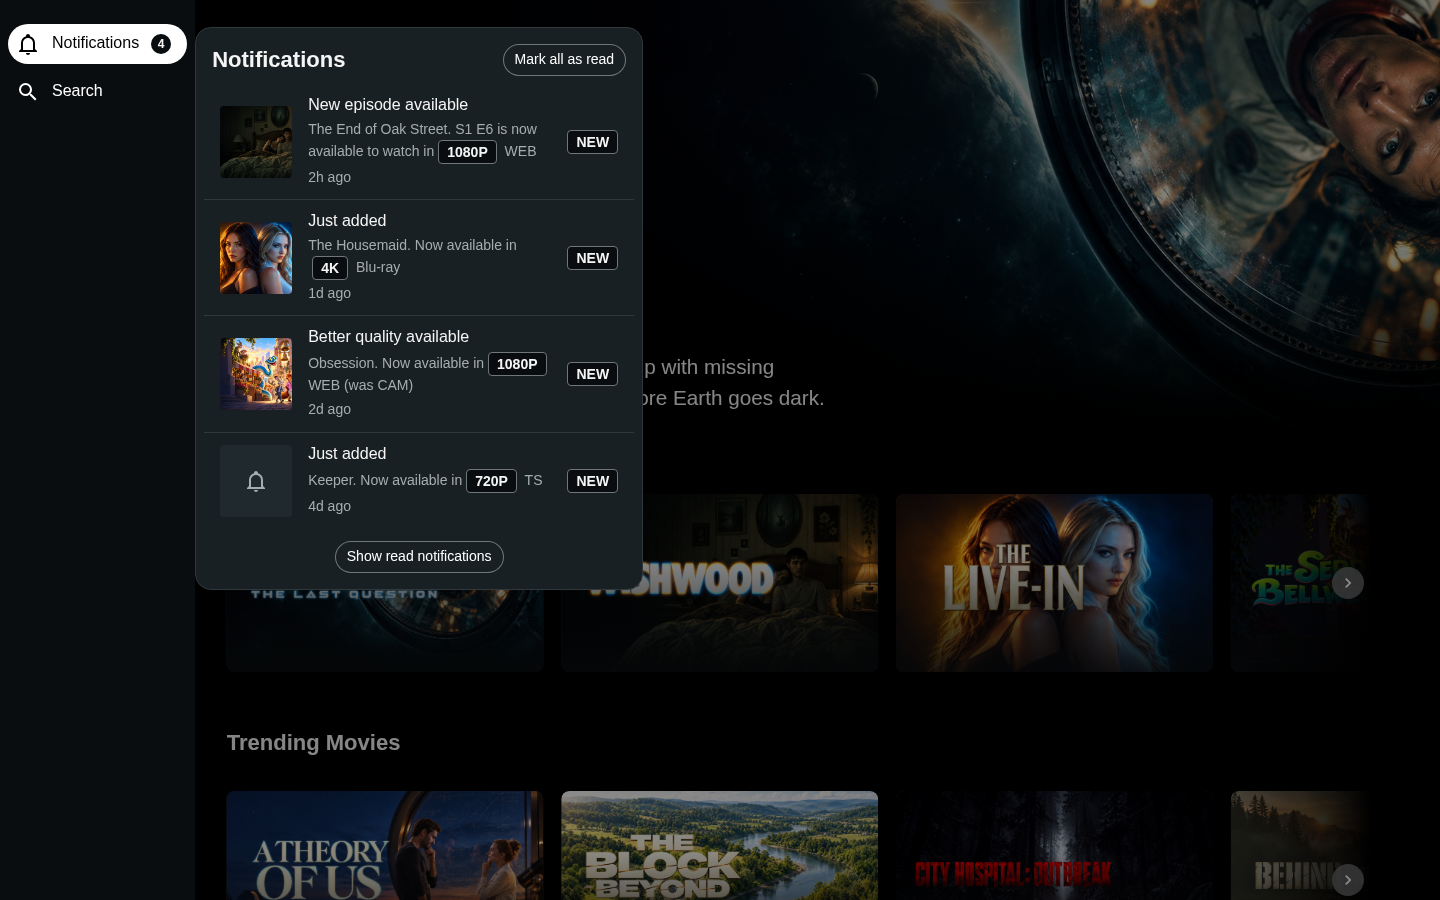 Notifications 4
Search
Notifications
Mark all as read
New episode available
The End of Oak Street. S1 E6 is now
available to watch in 1080P WEB
2h ago
NEW
Just added
The Housemaid. Now available in
4K Blu-ray
1d ago
NEW
Better quality available
Obsession. Now available in 1080P
WEB (was CAM)
2d ago
NEW
Just added
Keeper. Now available in 720P TS
4d ago
NEW
Show read notifications
p with missing
ore Earth goes dark.
THE LAST QUESTION
SHWOOD
THE
LIVE-IN
THE
BELLY
Trending Movies
A THEORY
OF US
THE
BLOCK
BEYOND
CITY HOSPITAL: OUTBREAK
BEHIN